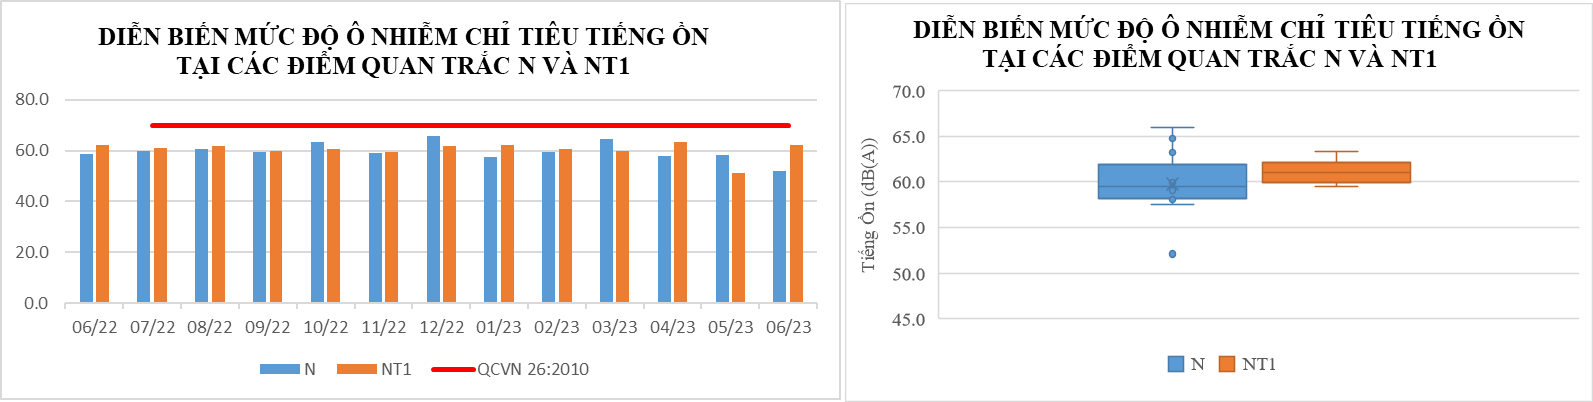 DIỄN BIẾN MỨC ĐỘ Ô NHIỄM CHỈ TIÊU TIẾNG ỒN
TẠI CÁC ĐIỂM QUAN TRẮC N VÀ NT1
80.0
60.0
40.0
20.0
0.0
06/22 07/22 08/22 09/22 10/22 11/22 12/22 01/23 02/23 03/23 04/23 05/23 06/23
N NT1 QCVN 26:2010
DIỄN BIẾN MỨC ĐỘ Ô NHIỄM CHỈ TIÊU TIẾNG ỒN
TẠI CÁC ĐIỂM QUAN TRẮC N VÀ NT1
Tiếng Ồn (dB(A))
70.0
65.0
60.0
55.0
50.0
45.0
N NT1